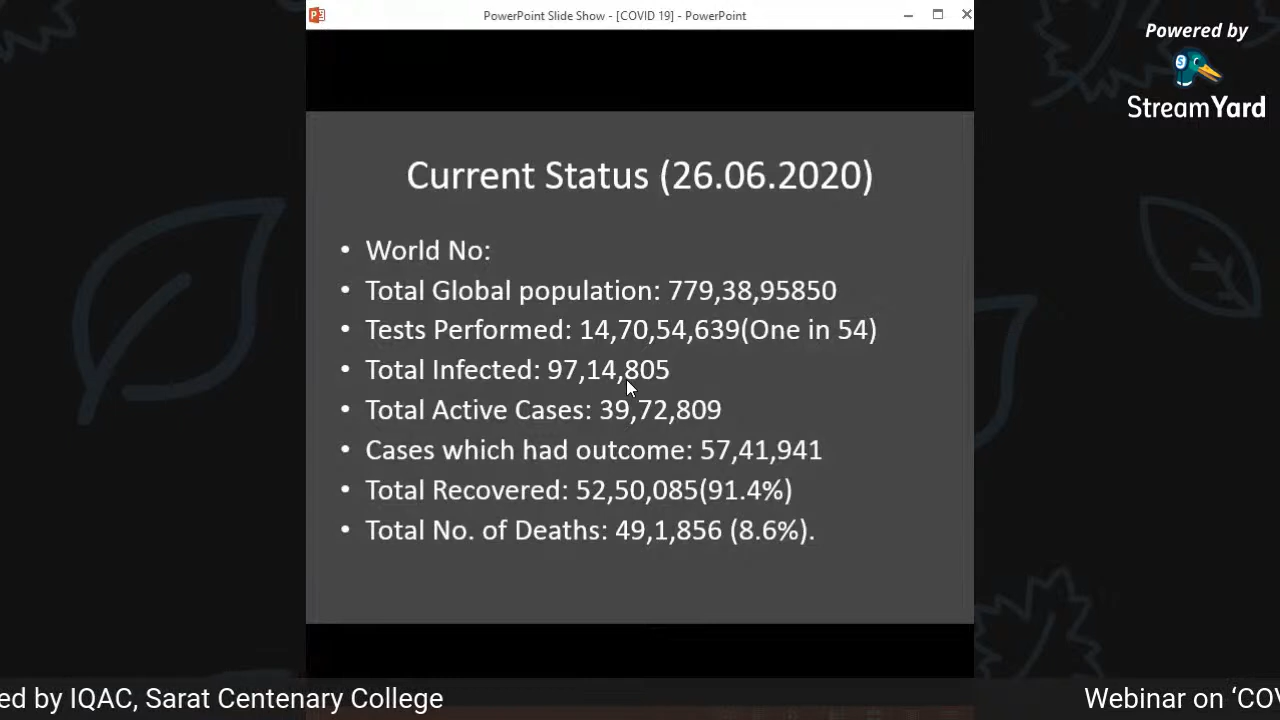 PowerPoint Slide Show - [COVID 19] - PowerPoint
Powered by
StreamYard
Current Status (26.06.2020)
• World No:
• Total Global population: 779,38,95850
• Tests Performed: 14,70,54,639(One in 54)
• Total Infected: 97,14,805
• Total Active Cases: 39,72,809
• Cases which had outcome: 57,41,941
• Total Recovered: 52,50,085(91.4%)
• Total No. of Deaths: 49,1,856 (8.6%).
ed by IQAC, Sarat Centenary College
Webinar on ‘COV